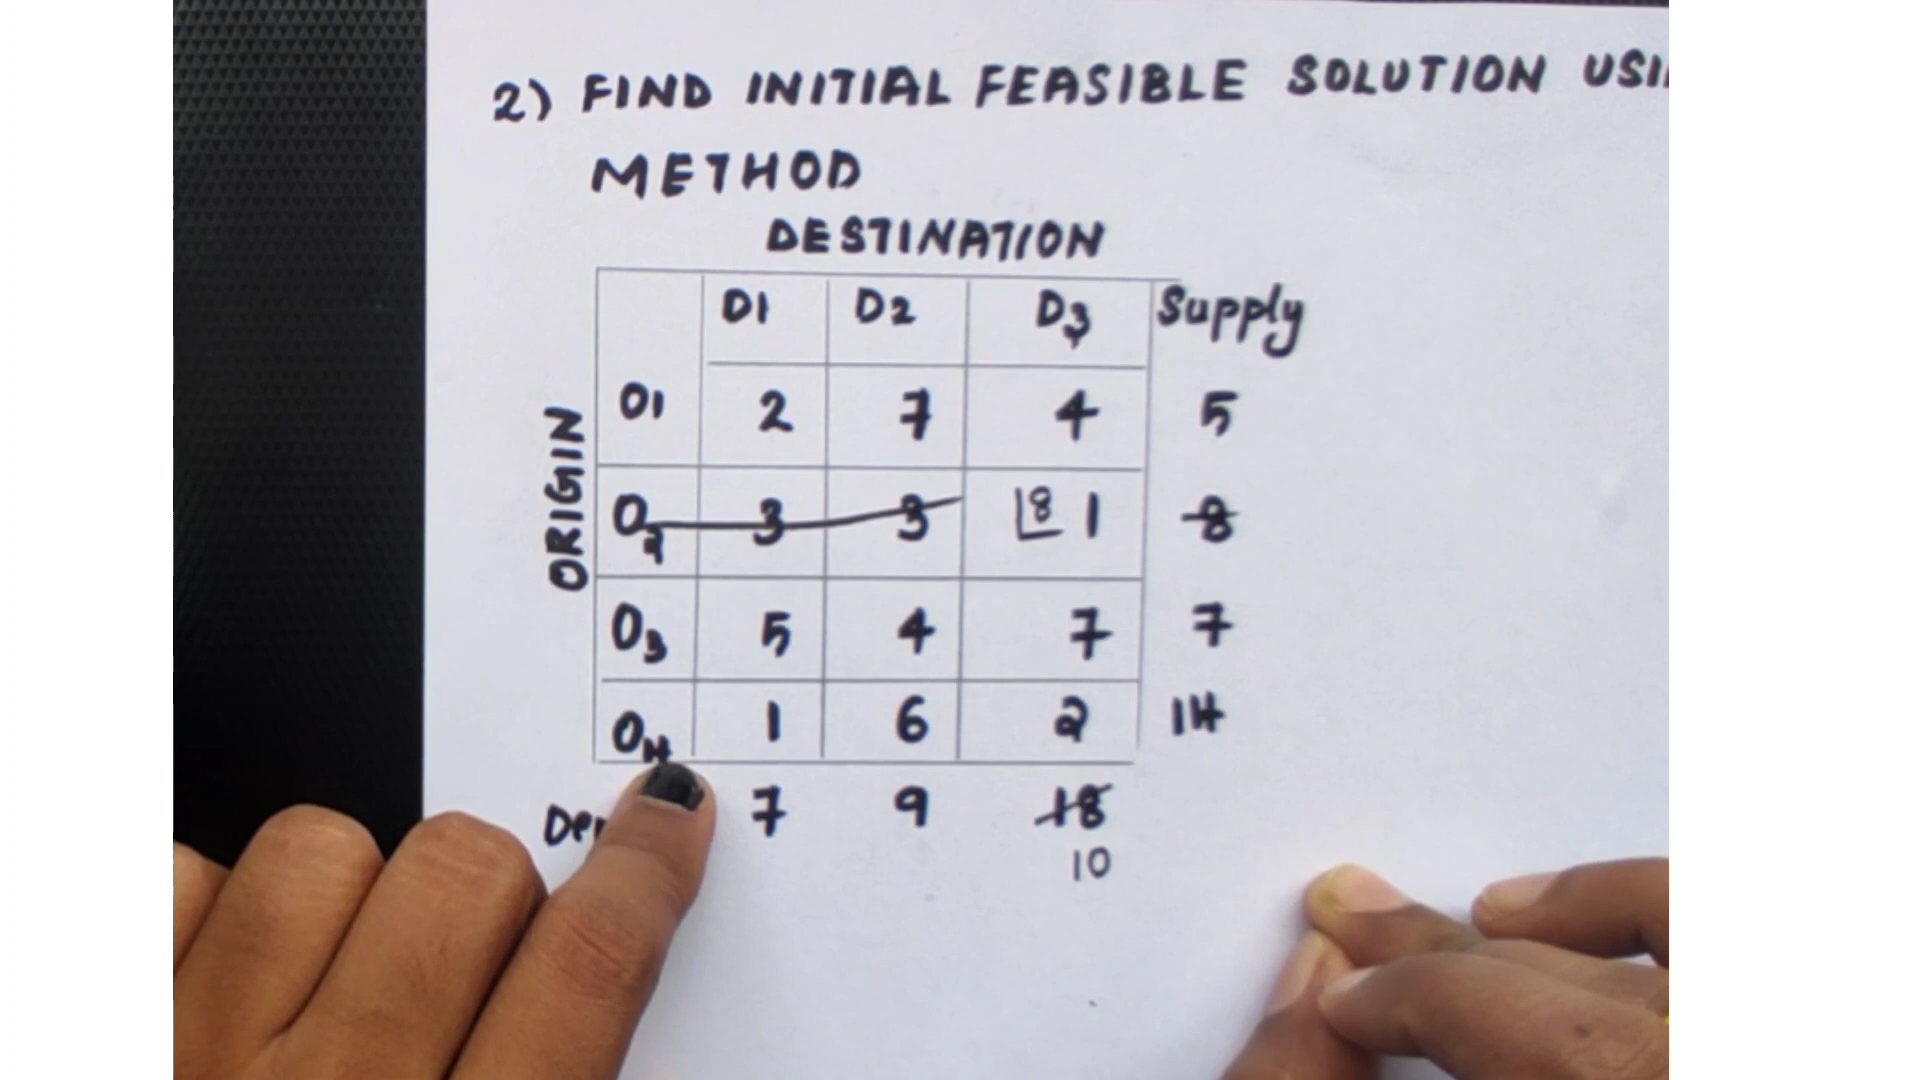 2) FIND INITIAL FEASIBLE SOLUTION
METHOD
DESTINATION
D1 D2 D3 Supply
ORIGIN
O1 2 7 4 5
O2 3 3 8 1 8
O3 5 4 7 7
O4 1 6 2 14
7 9 18
10